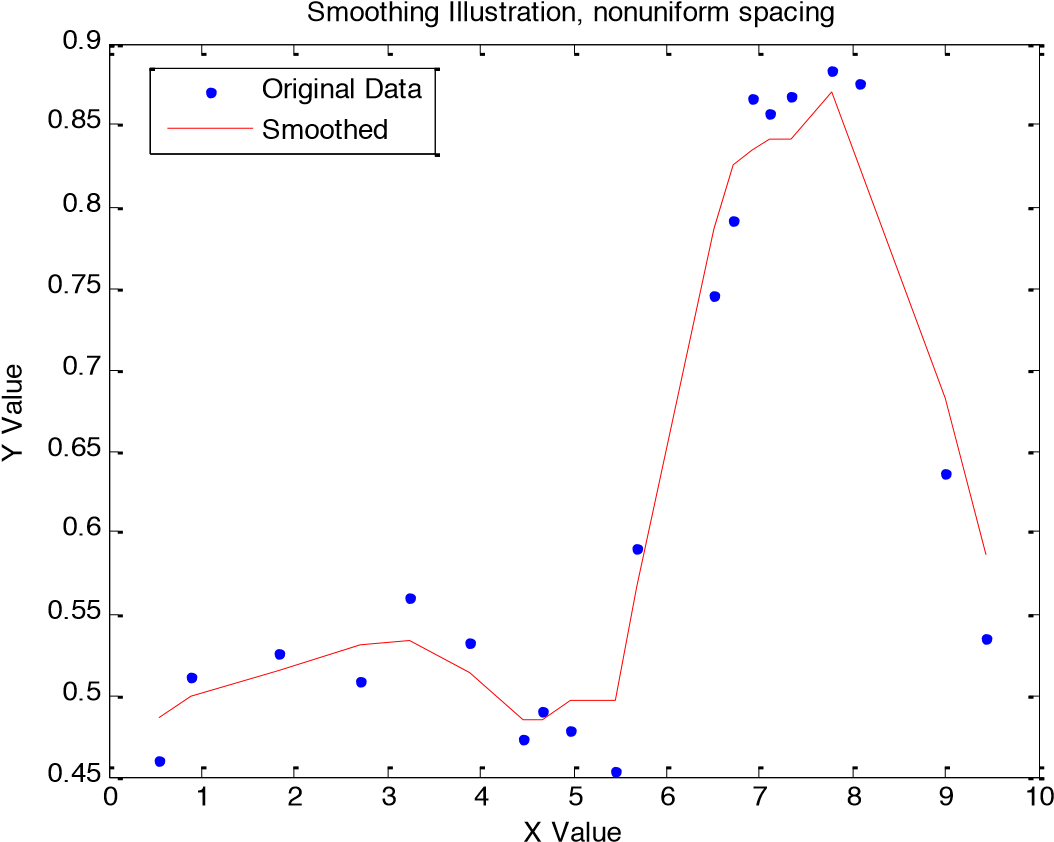 Smoothing Illustration, nonuniform spacing
Original Data
Smoothed
0.9
0.85
0.8
0.75
0.7
0.65
0.6
0.55
0.5
0.45
Y Value
0 1 2 3 4 5 6 7 8 9 10
X Value